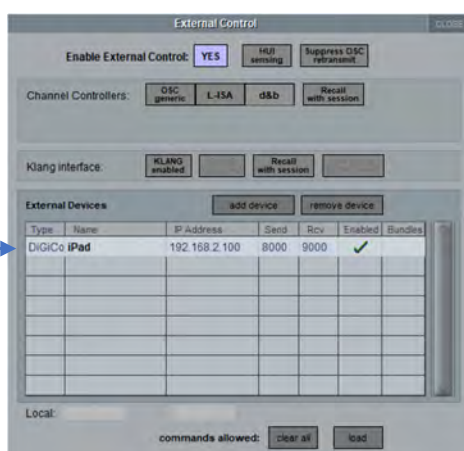 External Control
CLOSE
Enable External Control: YES HUI sensing Suppress OSC retransmit
Channel Controllers: OSC generic L-ISA d&b Recall with session
Klang interface: KLANG enabled Recall with session
External Devices add device remove device
Type Name IP Address Send Rcv Enabled Bundles
DiGiCo iPad 192.168.2.100 8000 9000 ✓
Local:
commands allowed: clear all load